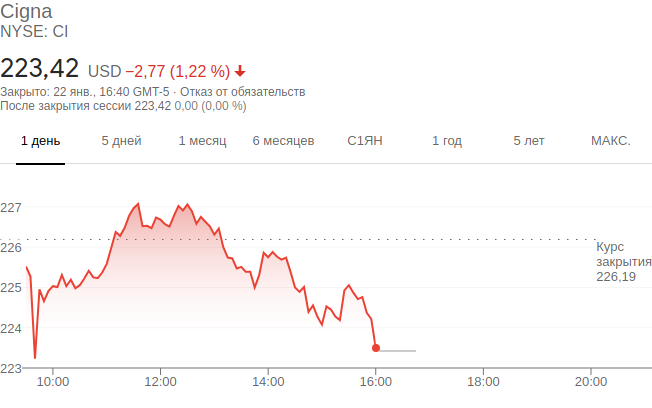 Cigna
NYSE: CI
223,42 USD −2,77 (1,22 %)
Закрыто: 22 янв., 16:40 GMT-5 · Отказ от обязательств
После закрытия сессии 223,42 0,00 (0,00 %)
1 день 5 дней 1 месяц 6 месяцев С1ЯН 1 год 5 лет МАКС.
227
226
Курс
закрытия
226,19
225
224
223
10:00 12:00 14:00 16:00 18:00 20:00